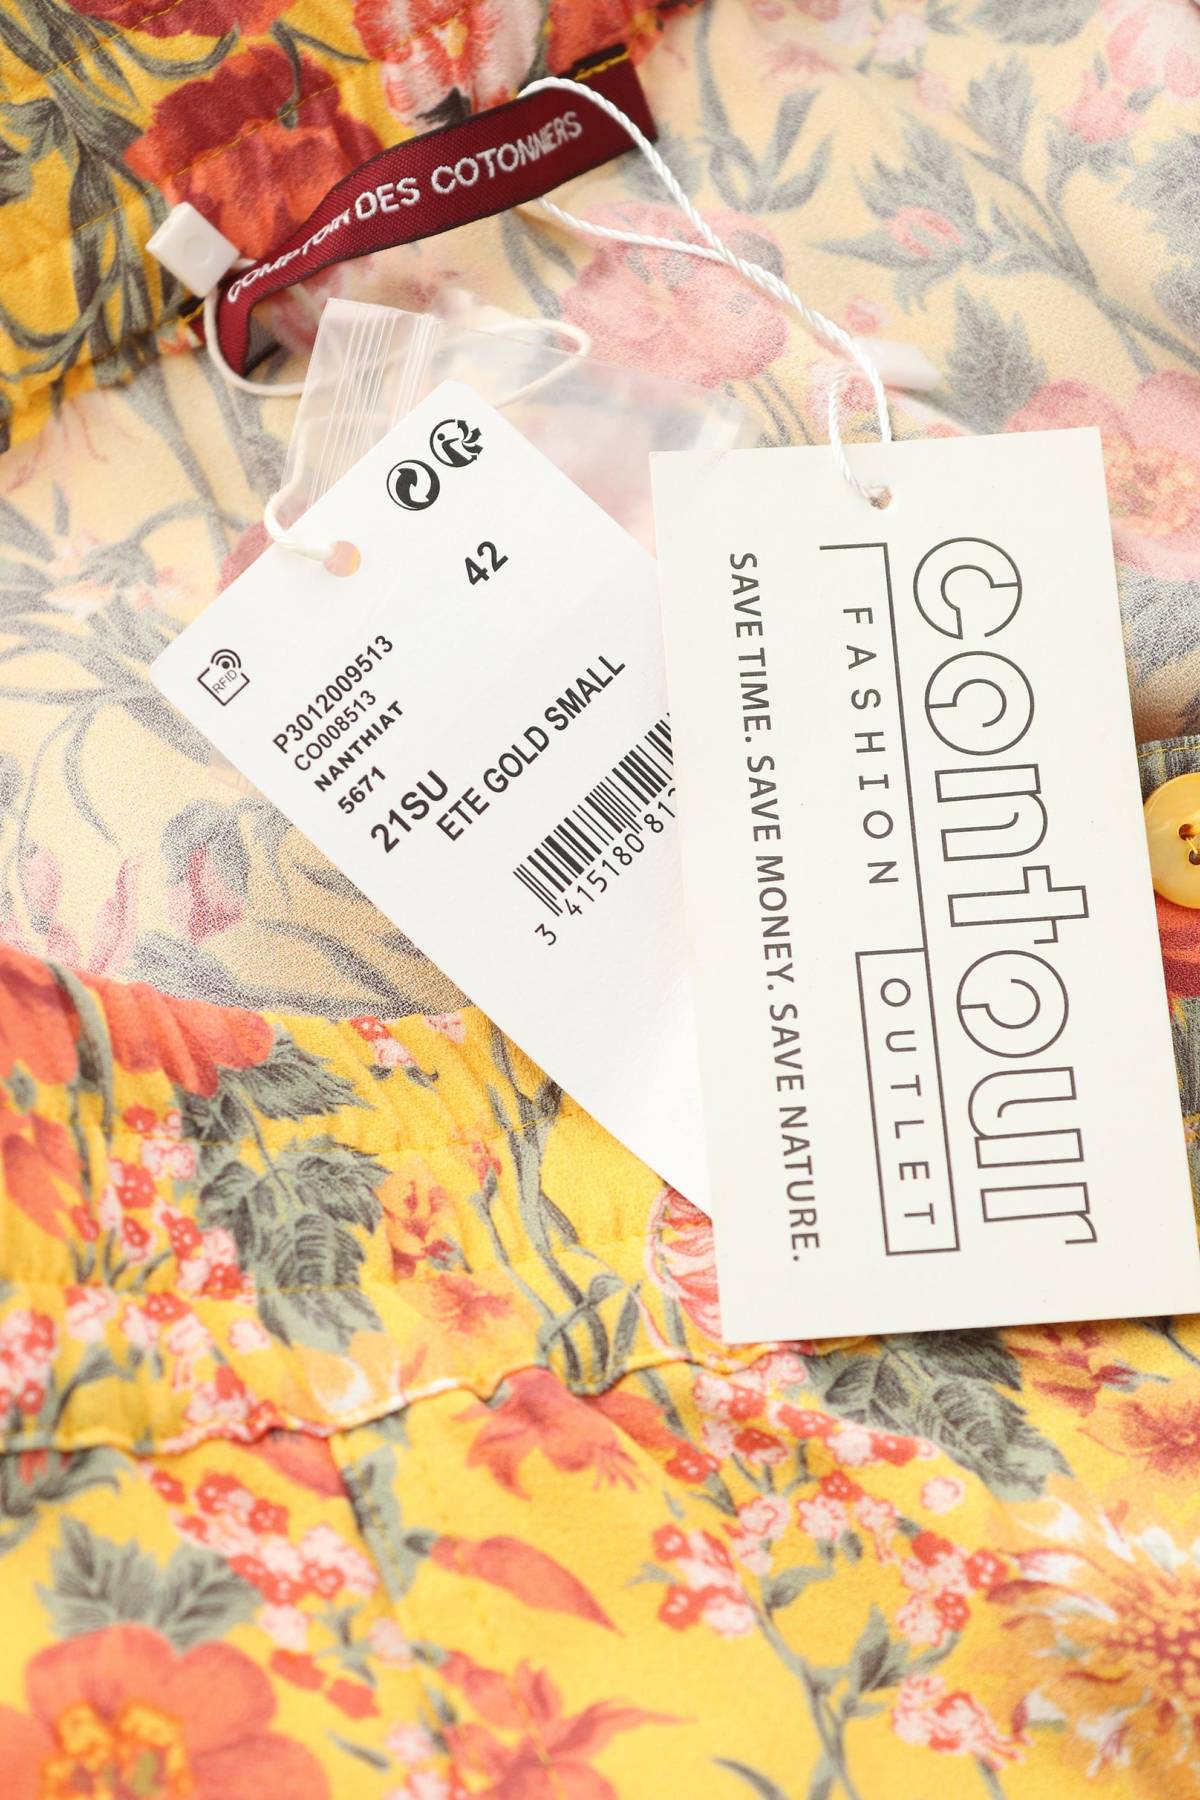 COMPTOIR DES COTONNIERS
42
RFID
P3012009513
CO008513
NANTHIAT
5671
21SU
ETE GOLD SMALL
3 415180 81
contour
FASHION OUTLET
SAVE TIME. SAVE MONEY. SAVE NATURE.